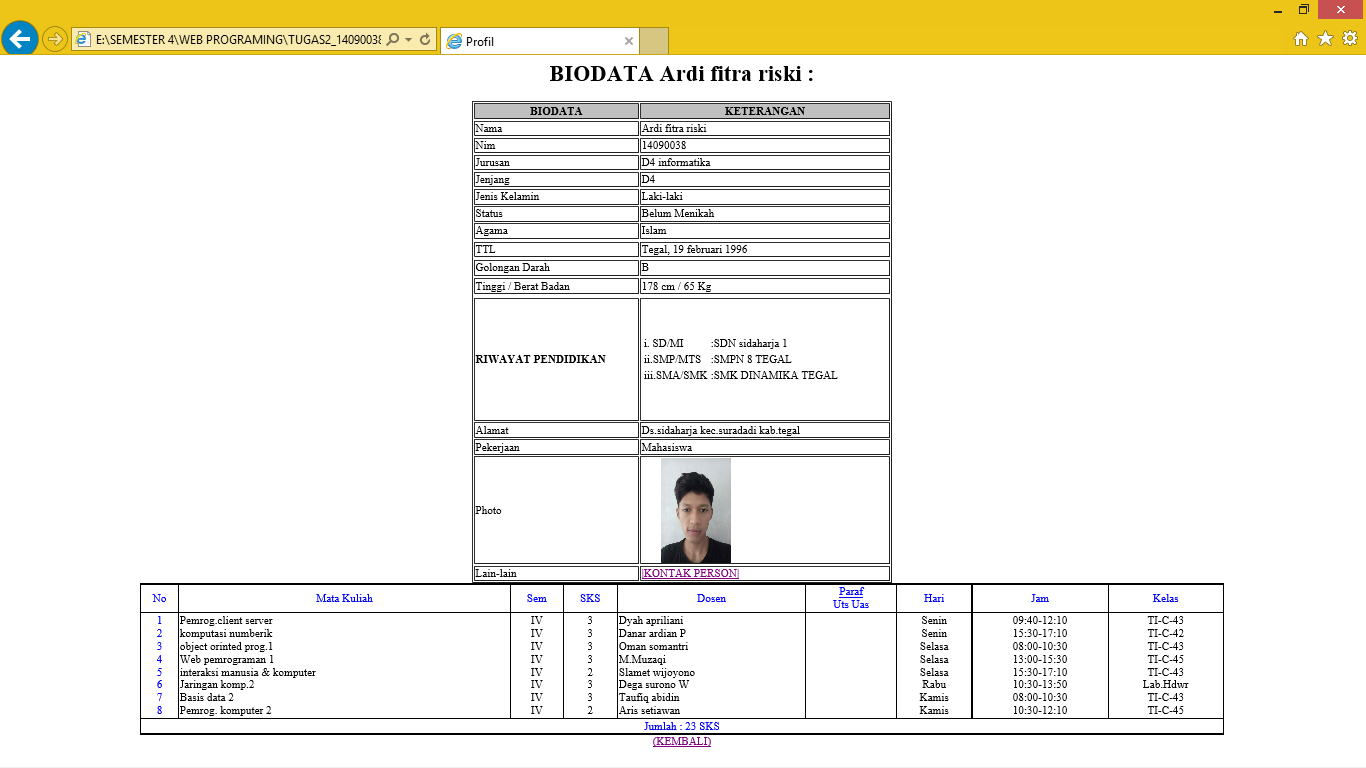 E:\SEMESTER 4\WEB PROGRAMING\TUGAS2_14090038
Profil
BIODATA Ardi fitra riski :
BIODATA KETERANGAN
Nama Ardi fitra riski
Nim 14090038
Jurusan D4 informatika
Jenjang D4
Jenis Kelamin Laki-laki
Status Belum Menikah
Agama Islam
TTL Tegal, 19 februari 1996
Golongan Darah B
Tinggi / Berat Badan 178 cm / 65 Kg
RIWAYAT PENDIDIKAN
i. SD/MI :SDN sidaharja 1
ii.SMP/MTS :SMPN 8 TEGAL
iii.SMA/SMK :SMK DINAMIKA TEGAL
Alamat Ds.sidaharja kec.suradadi kab.tegal
Pekerjaan Mahasiswa
Photo
Lain-lain |KONTAK PERSON|
No Mata Kuliah Sem SKS Dosen Paraf Uts Uas Hari Jam Kelas
1 Pemrog.client server IV 3 Dyah apriliani Senin 09:40-12:10 TI-C-43
2 komputasi numberik IV 3 Danar ardian P Senin 15:30-17:10 TI-C-42
3 object orinted prog.1 IV 3 Oman somantri Selasa 08:00-10:30 TI-C-43
4 Web pemrograman 1 IV 3 M.Muzaqi Selasa 13:00-15:30 TI-C-45
5 interaksi manusia & komputer IV 2 Slamet wijoyono Selasa 15:30-17:10 TI-C-43
6 Jaringan komp.2 IV 3 Dega surono W Rabu 10:30-13:50 Lab.Hdwr
7 Basis data 2 IV 3 Taufiq abidin Kamis 08:00-10:30 TI-C-43
8 Pemrog. komputer 2 IV 2 Aris setiawan Kamis 10:30-12:10 TI-C-45
Jumlah : 23 SKS
(KEMBALI)